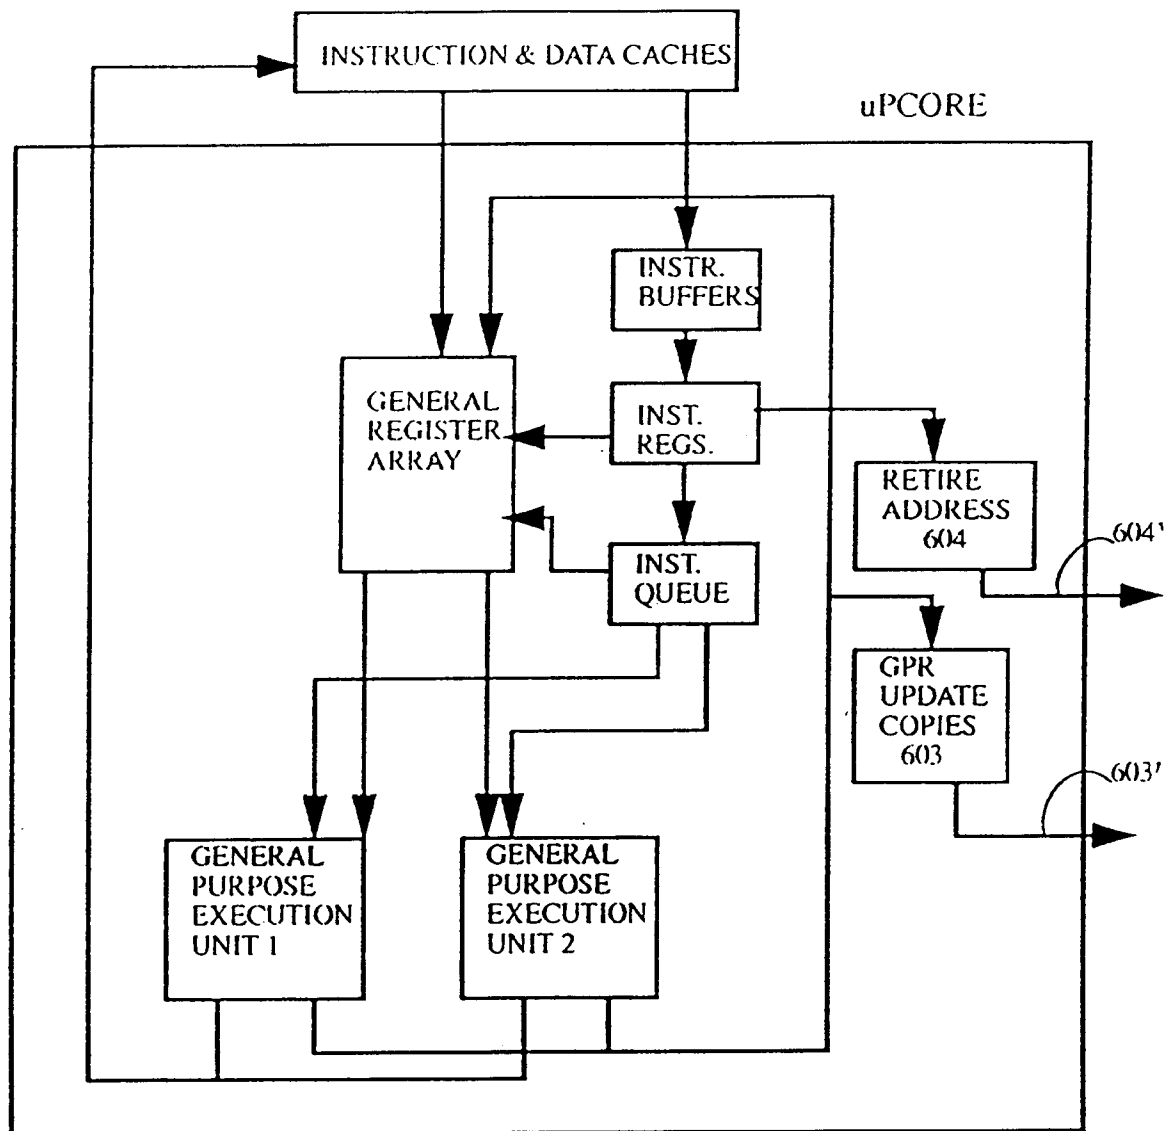 INSTRUCTION & DATA CACHES
uPCORE
INSTR.
BUFFERS
GENERAL
REGISTER
ARRAY
INST.
REGS.
RETIRE
ADDRESS
604
604'
INST.
QUEUE
GPR
UPDATE
COPIES
603
603'
GENERAL
PURPOSE
EXECUTION
UNIT 1
GENERAL
PURPOSE
EXECUTION
UNIT 2